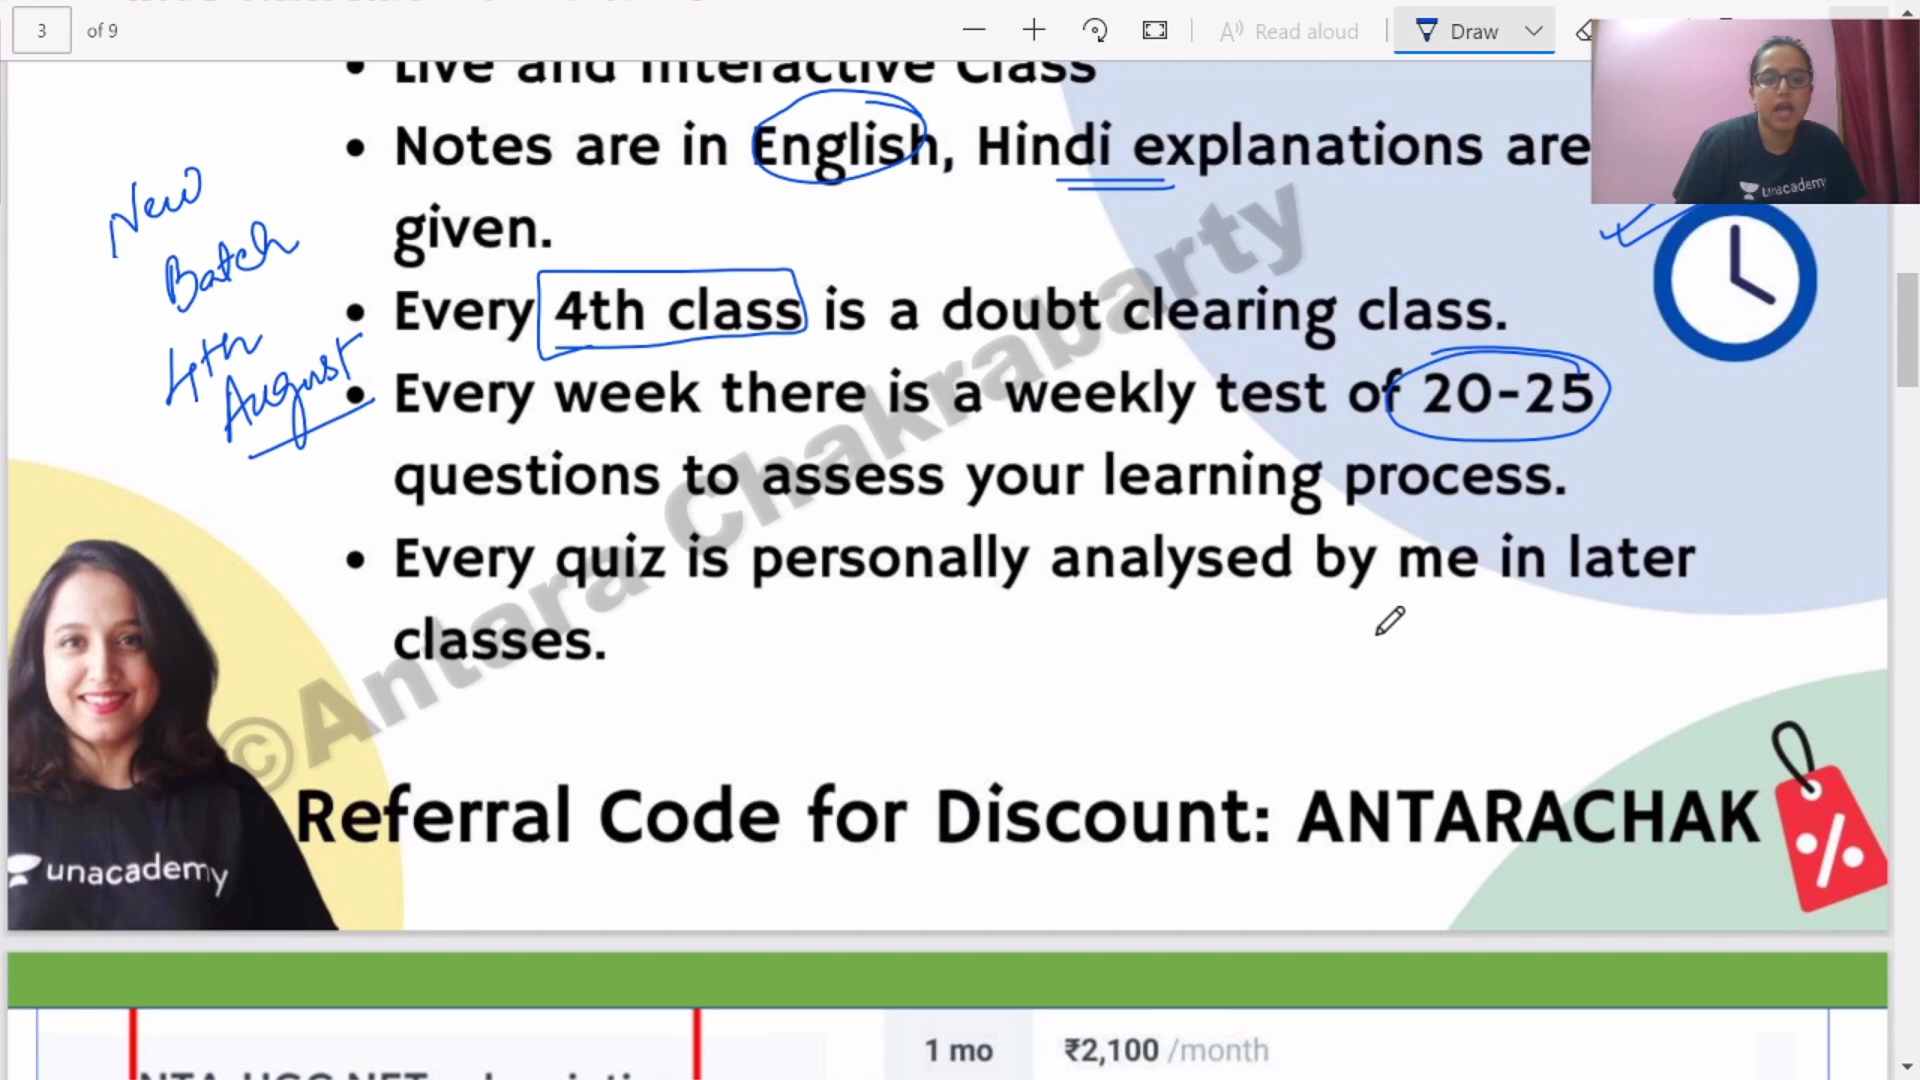 3 of 9
Read aloud
Draw
Live and Interactive Class
Notes are in English, Hindi explanations are
given.
Every 4th class is a doubt clearing class.
Every week there is a weekly test of 20-25
questions to assess your learning process.
Every quiz is personally analysed by me in later
classes.
New
Batch
4th
August
©Antara Chakrabarty
unacademy
unacademy
Referral Code for Discount: ANTARACHAK
%
1 mo ₹2,100 /month